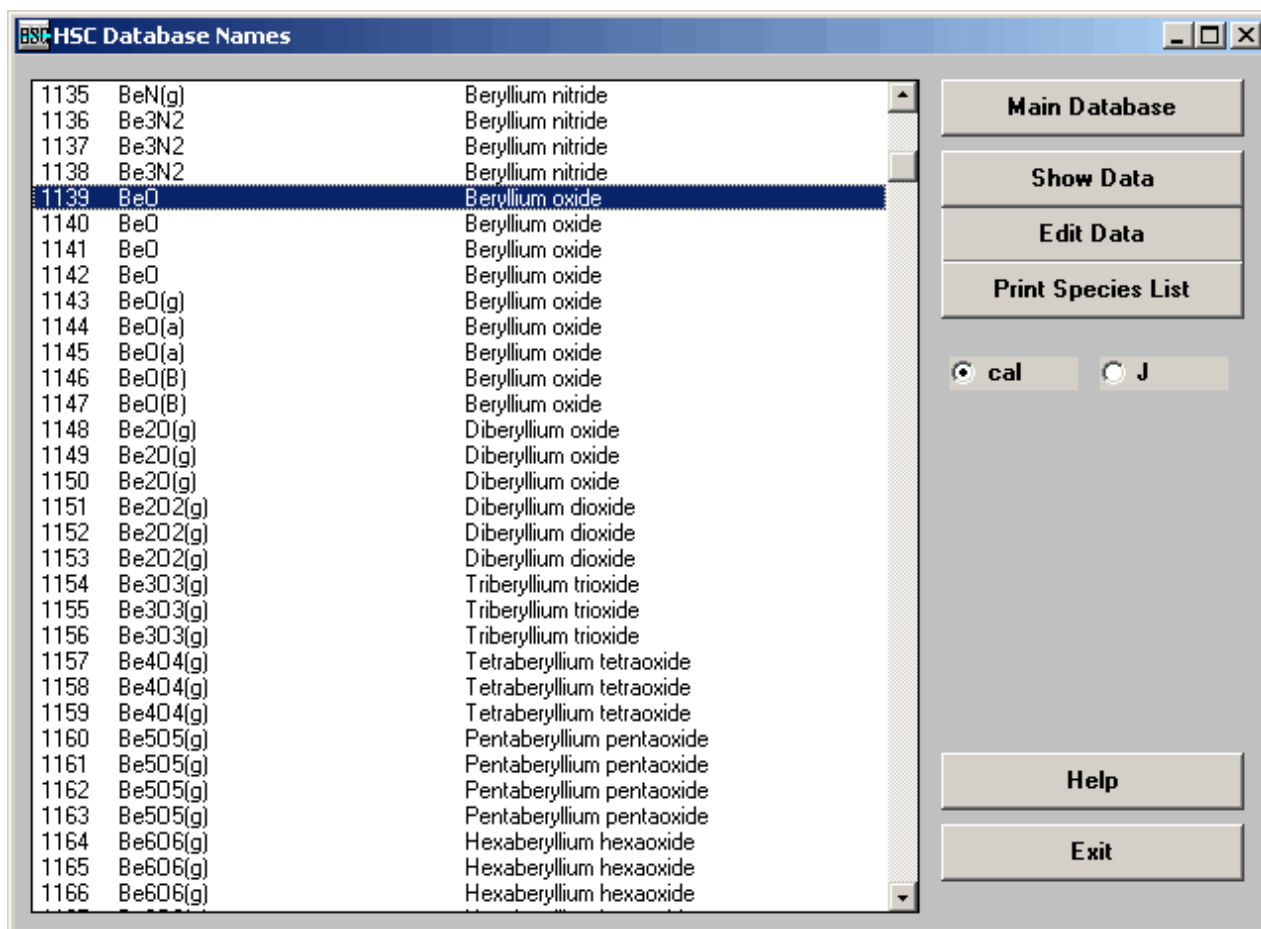 HSC HSC Database Names
1135 BeN(g) Beryllium nitride
1136 Be3N2 Beryllium nitride
1137 Be3N2 Beryllium nitride
1138 Be3N2 Beryllium nitride
1139 BeO Beryllium oxide
1140 BeO Beryllium oxide
1141 BeO Beryllium oxide
1142 BeO Beryllium oxide
1143 BeO(g) Beryllium oxide
1144 BeO(a) Beryllium oxide
1145 BeO(a) Beryllium oxide
1146 BeO(B) Beryllium oxide
1147 BeO(B) Beryllium oxide
1148 Be2O(g) Diberyllium oxide
1149 Be2O(g) Diberyllium oxide
1150 Be2O(g) Diberyllium oxide
1151 Be2O2(g) Diberyllium dioxide
1152 Be2O2(g) Diberyllium dioxide
1153 Be2O2(g) Diberyllium dioxide
1154 Be3O3(g) Triberyllium trioxide
1155 Be3O3(g) Triberyllium trioxide
1156 Be3O3(g) Triberyllium trioxide
1157 Be4O4(g) Tetraberyllium tetraoxide
1158 Be4O4(g) Tetraberyllium tetraoxide
1159 Be4O4(g) Tetraberyllium tetraoxide
1160 Be5O5(g) Pentaberyllium pentaoxide
1161 Be5O5(g) Pentaberyllium pentaoxide
1162 Be5O5(g) Pentaberyllium pentaoxide
1163 Be5O5(g) Pentaberyllium pentaoxide
1164 Be6O6(g) Hexaberyllium hexaoxide
1165 Be6O6(g) Hexaberyllium hexaoxide
1166 Be6O6(g) Hexaberyllium hexaoxide
Main Database
Show Data
Edit Data
Print Species List
cal J
Help
Exit